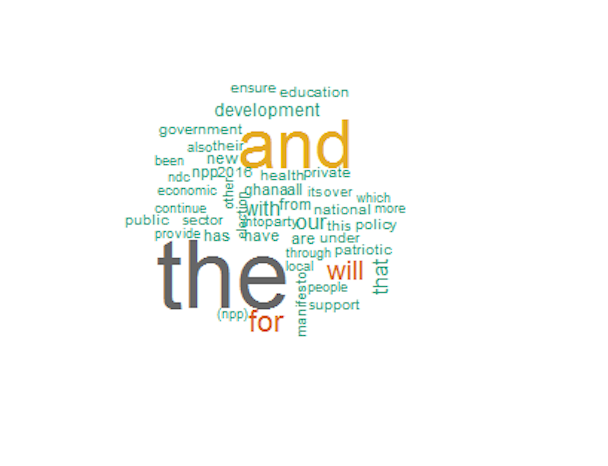 ensure education
development
government
and
also their
been new
ndc npp 2016 health private
economic other ghana all its over which
continue election with from national more
public sector into party our this policy
provide has have are under
the through patriotic
local will that
people
manifesto support
(npp) for